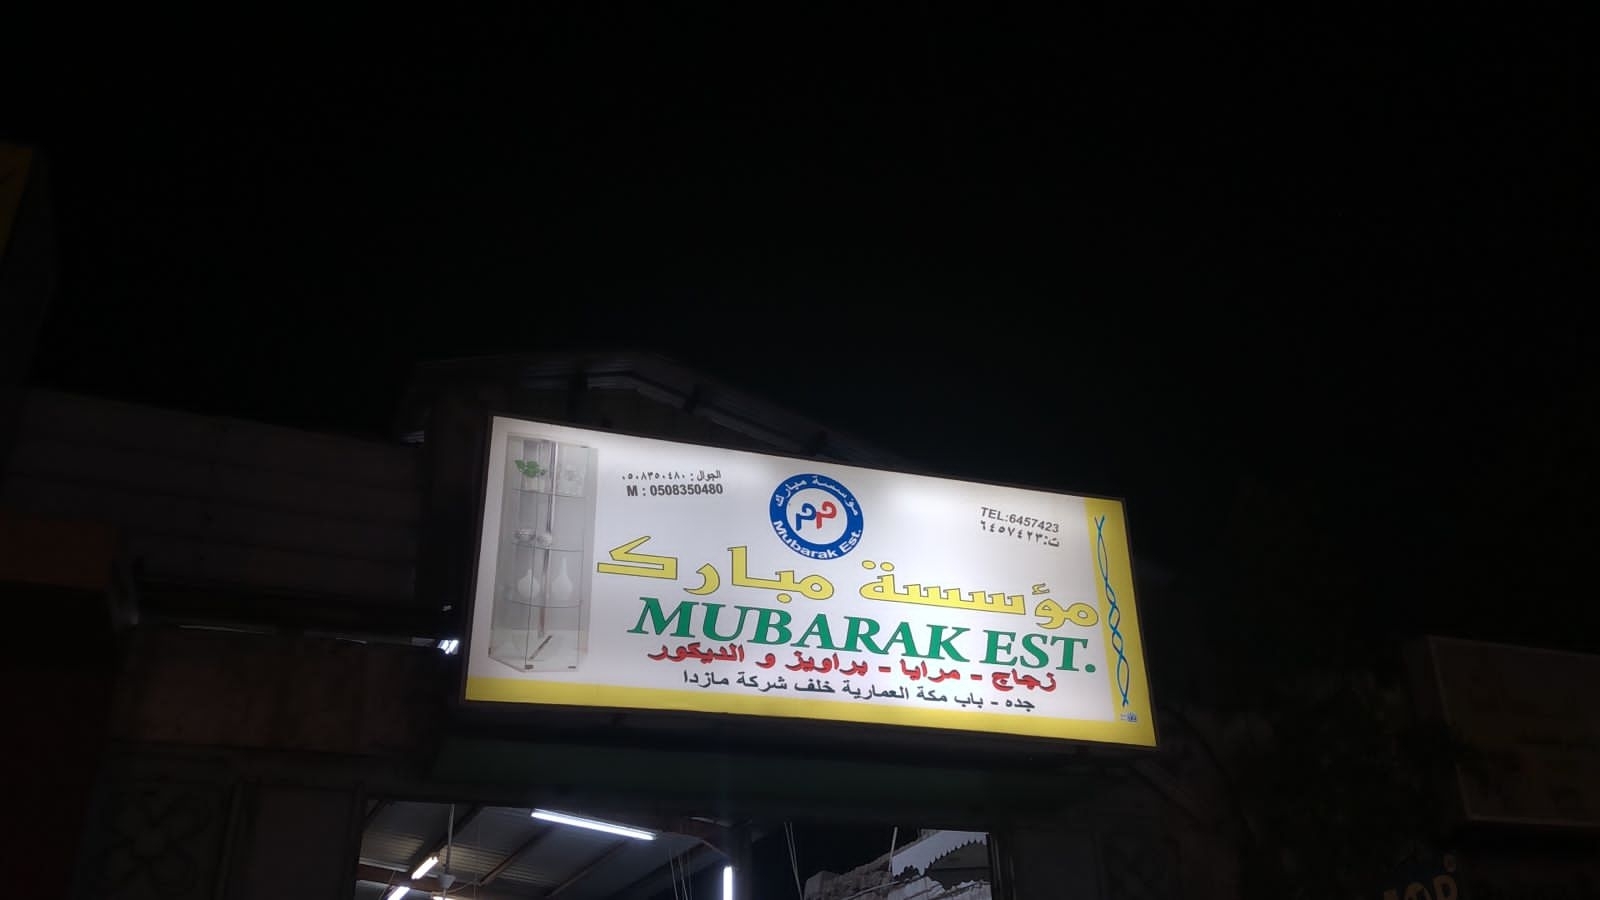 الجوال : ٠٥٠٨٣٥٠٤٨٠
M : 0508350480
مؤسسة مبارك
Mubarak Est.
TEL:6457423
ت:٦٤٥٧٤٢٣
مؤسسة مبارك
MUBARAK EST.
زجاج - مرايا - براويز و الديكور
جده - باب مكة العمارية خلف شركة مازدا